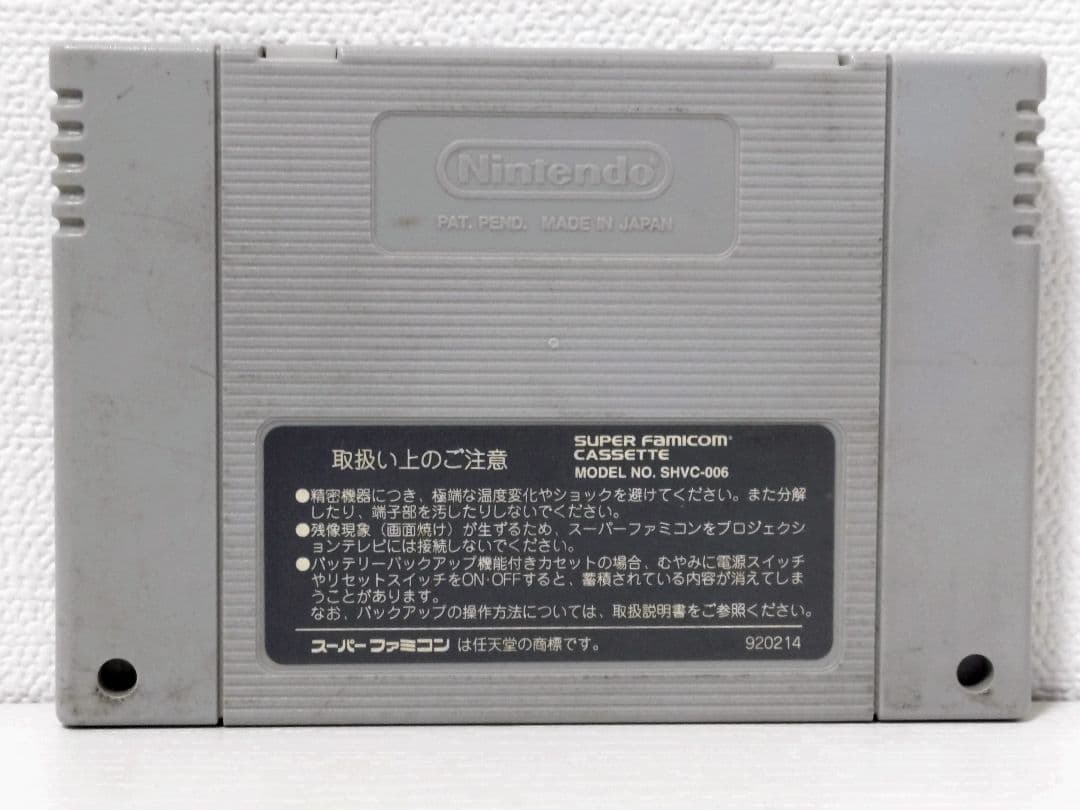 Nintendo
PAT. PEND. MADE IN JAPAN
取扱い上のご注意
SUPER FAMICOM
CASSETTE
MODEL NO. SHVC-006
●精密機器につき、極端な温度変化やショックを避けてください。また分解
したり、端子部を汚したりしないでください。
●残像現象（画面焼け）が生ずるため、スーパーファミコンをプロジェクシ
ョンテレビには接続しないでください。
●バッテリーバックアップ機能付きカセットの場合、むやみに電源スイッチ
やリセットスイッチをON·OFFすると、蓄積されている内容が消えてしま
うことがあります。
なお、バックアップの操作方法については、取扱説明書をご参照ください。
スーパーファミコン は任天堂の商標です。
920214